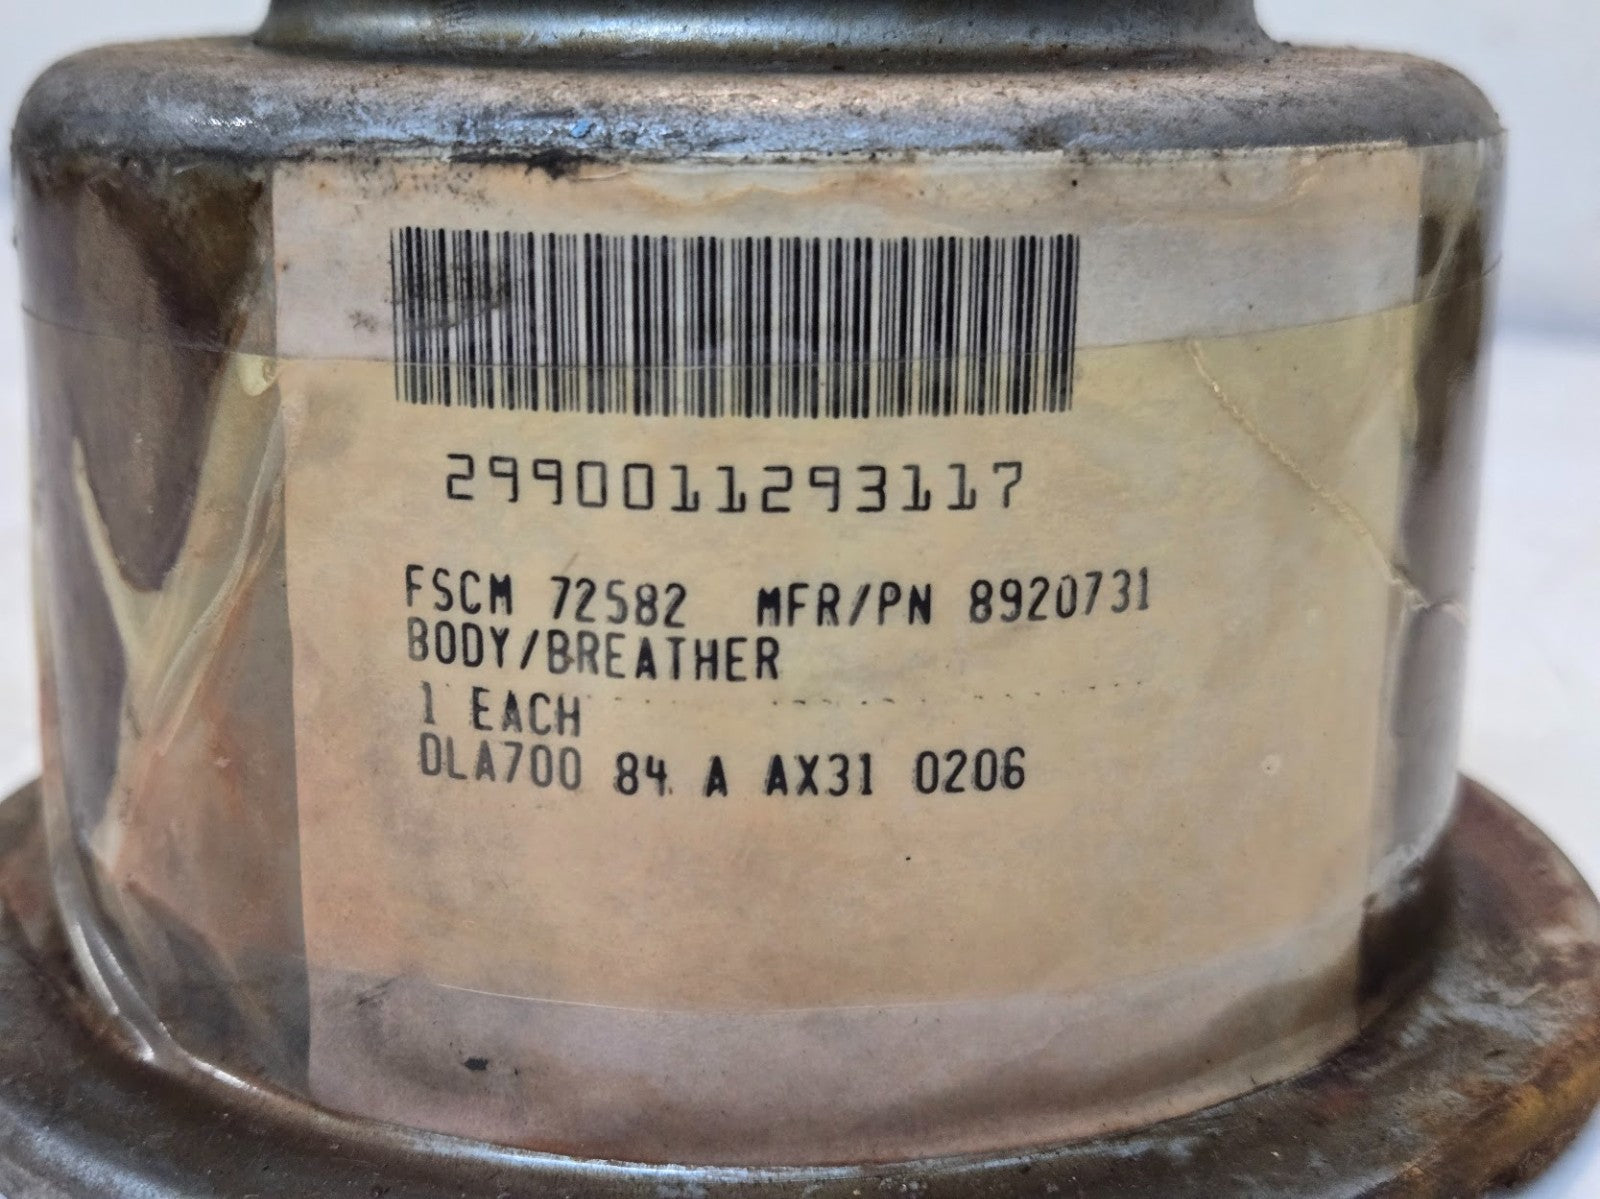 2990011293117
FSCM 72582 MFR/PN 8920731
BODY/BREATHER
1 EACH
DLA700 84 A AX31 0206